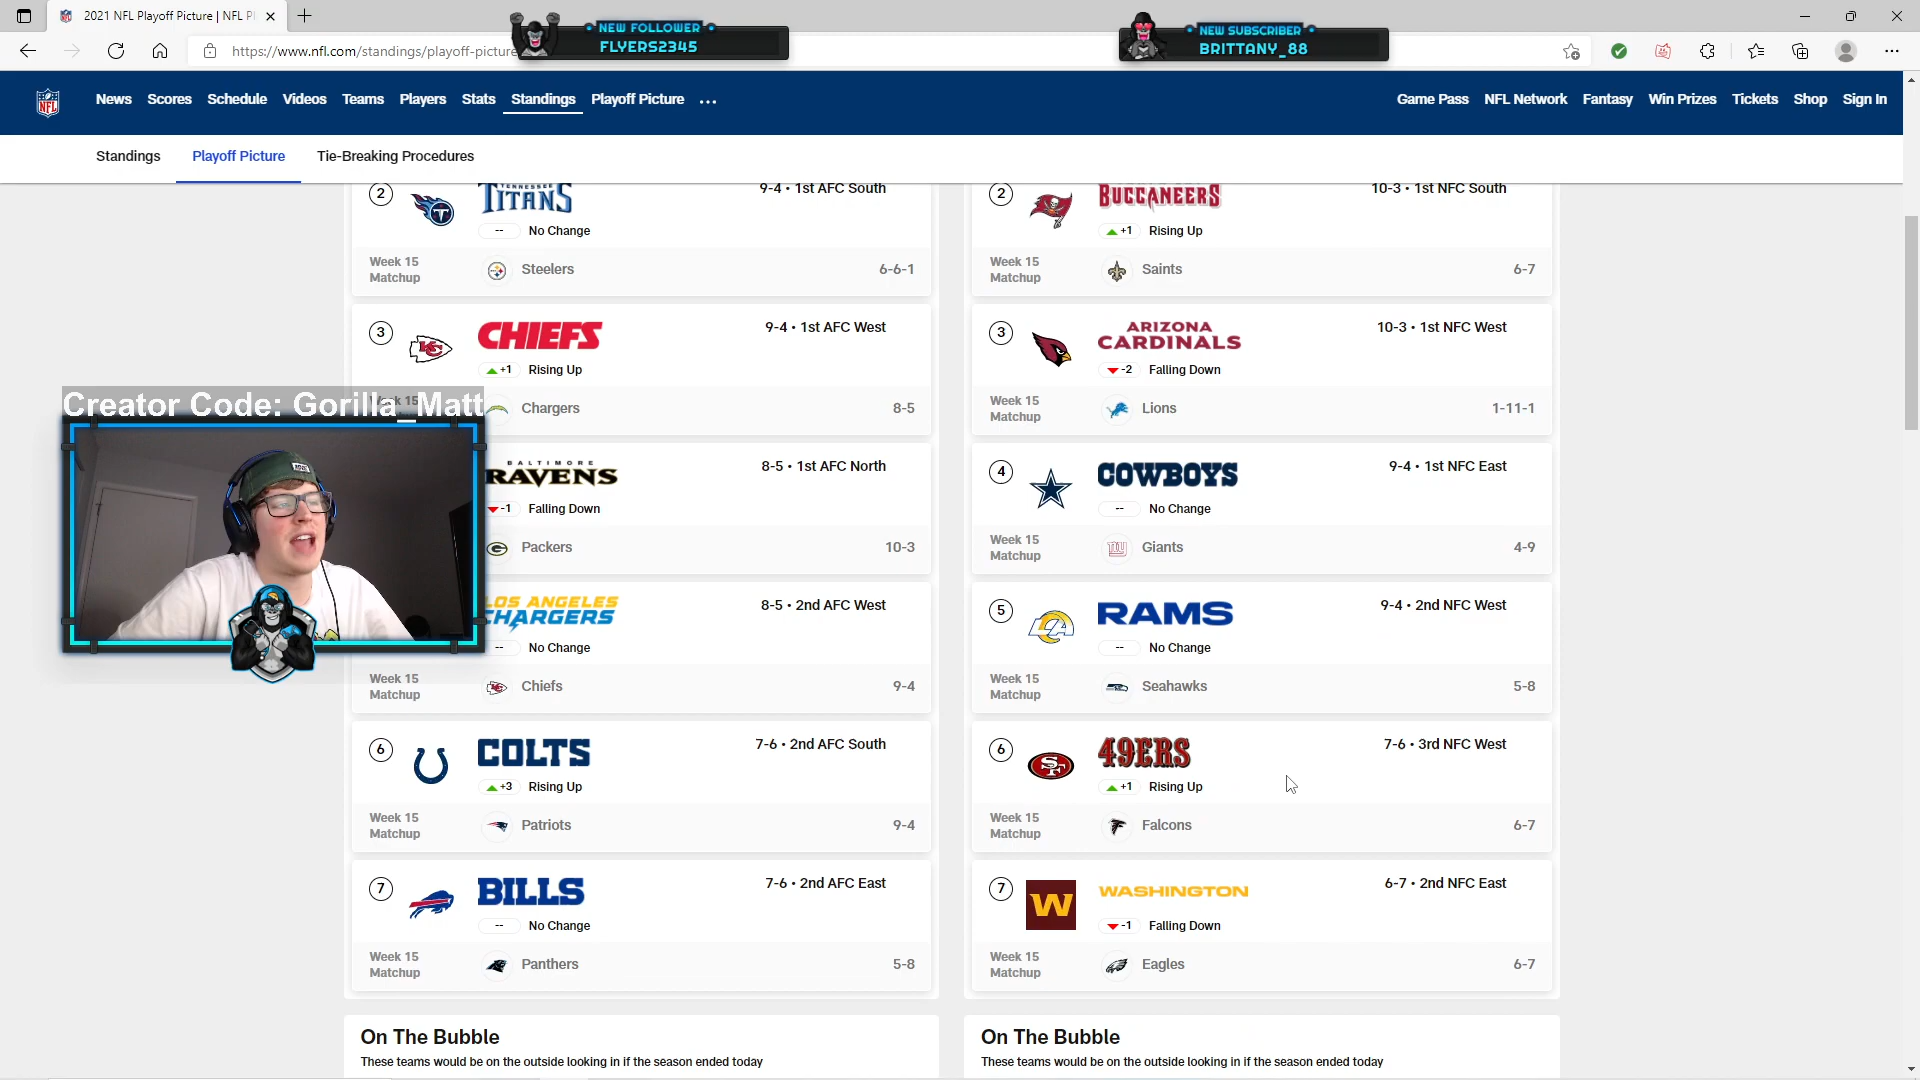 2021 NFL Playoff Picture | NFL Pl
NEW FOLLOWER
FLYERS2345
NEW SUBSCRIBER
BRITTANY_88
https://www.nfl.com/standings/playoff-picture
NFL
News Scores Schedule Videos Teams Players Stats Standings Playoff Picture ...
Game Pass NFL Network Fantasy Win Prizes Tickets Shop Sign In
Standings Playoff Picture Tie-Breaking Procedures
2 TENNESSEE TITANS 9-4 • 1st AFC South
-- No Change
Week 15 Matchup Steelers 6-6-1
3 CHIEFS 9-4 • 1st AFC West
+1 Rising Up
Week 15 Chargers 8-5
Creator Code: Gorilla_Matt
BALTIMORE RAVENS 8-5 • 1st AFC North
-1 Falling Down
Packers 10-3
LOS ANGELES CHARGERS 8-5 • 2nd AFC West
-- No Change
Week 15 Matchup Chiefs 9-4
6 COLTS 7-6 • 2nd AFC South
+3 Rising Up
Week 15 Matchup Patriots 9-4
7 BILLS 7-6 • 2nd AFC East
-- No Change
Week 15 Matchup Panthers 5-8
On The Bubble
These teams would be on the outside looking in if the season ended today
2 BUCCANEERS 10-3 • 1st NFC South
+1 Rising Up
Week 15 Matchup Saints 6-7
3 ARIZONA CARDINALS 10-3 • 1st NFC West
-2 Falling Down
Week 15 Matchup Lions 1-11-1
4 COWBOYS 9-4 • 1st NFC East
-- No Change
Week 15 Matchup Giants 4-9
5 RAMS 9-4 • 2nd NFC West
-- No Change
Week 15 Matchup Seahawks 5-8
6 49ERS 7-6 • 3rd NFC West
+1 Rising Up
Week 15 Matchup Falcons 6-7
7 W WASHINGTON 6-7 • 2nd NFC East
-1 Falling Down
Week 15 Matchup Eagles 6-7
On The Bubble
These teams would be on the outside looking in if the season ended today